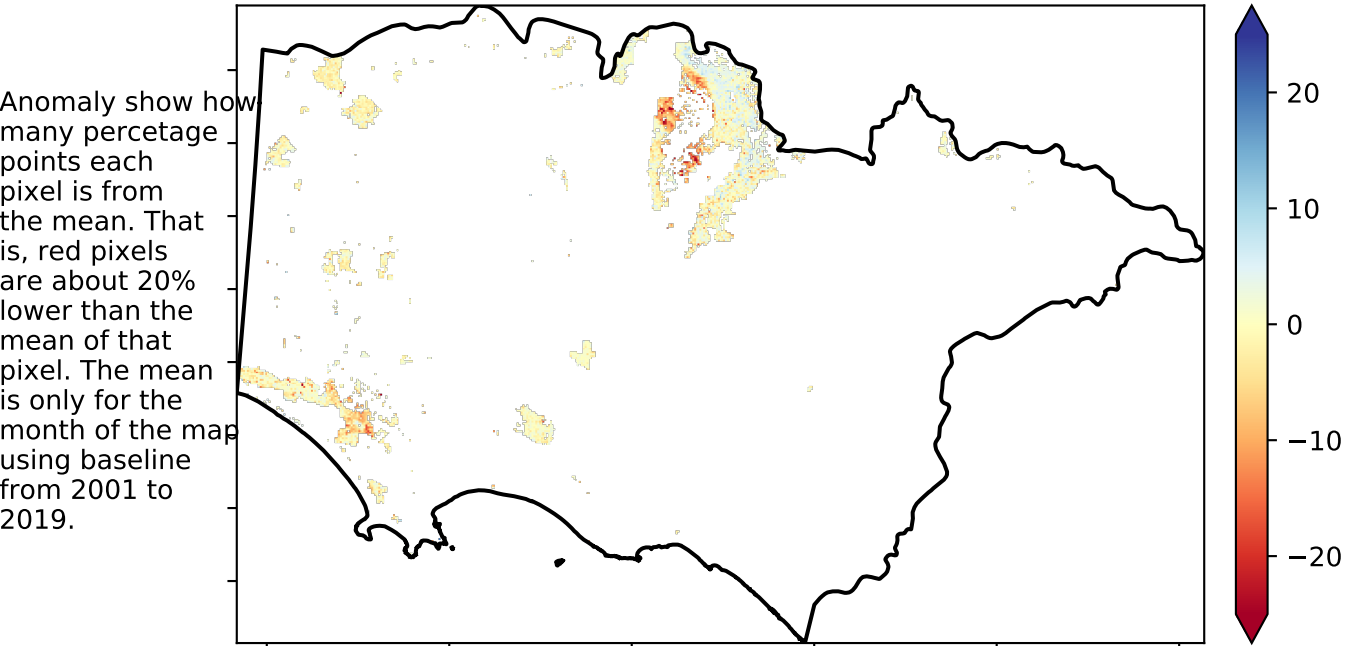 Anomaly show how
many percetage
points each
pixel is from
the mean. That
is, red pixels
are about 20%
lower than the
mean of that
pixel. The mean
is only for the
month of the map
using baseline
from 2001 to
2019.
20
10
0
−10
−20